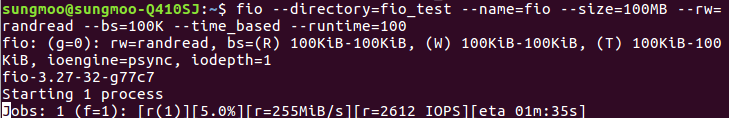 sungmoo@sungmoo-Q410SJ:~$ fio --directory=fio_test --name=fio --size=100MB --rw=
randread --bs=100K --time_based --runtime=100
fio: (g=0): rw=randread, bs=(R) 100KiB-100KiB, (W) 100KiB-100KiB, (T) 100KiB-100
KiB, ioengine=psync, iodepth=1
fio-3.27-32-g77c7
Starting 1 process
Jobs: 1 (f=1): [r(1)][5.0%][r=255MiB/s][r=2612 IOPS][eta 01m:35s]